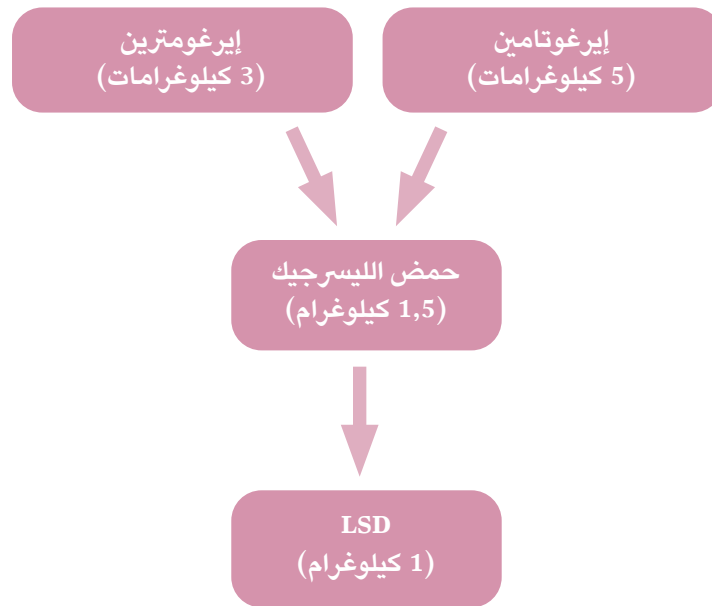 إيرغوتامين
(5 كيلوغرامات)
إيرغومترين
(3 كيلوغرامات)
حمض الليسرجيك
(1,5 كيلوغرام)
LSD
(1 كيلوغرام)